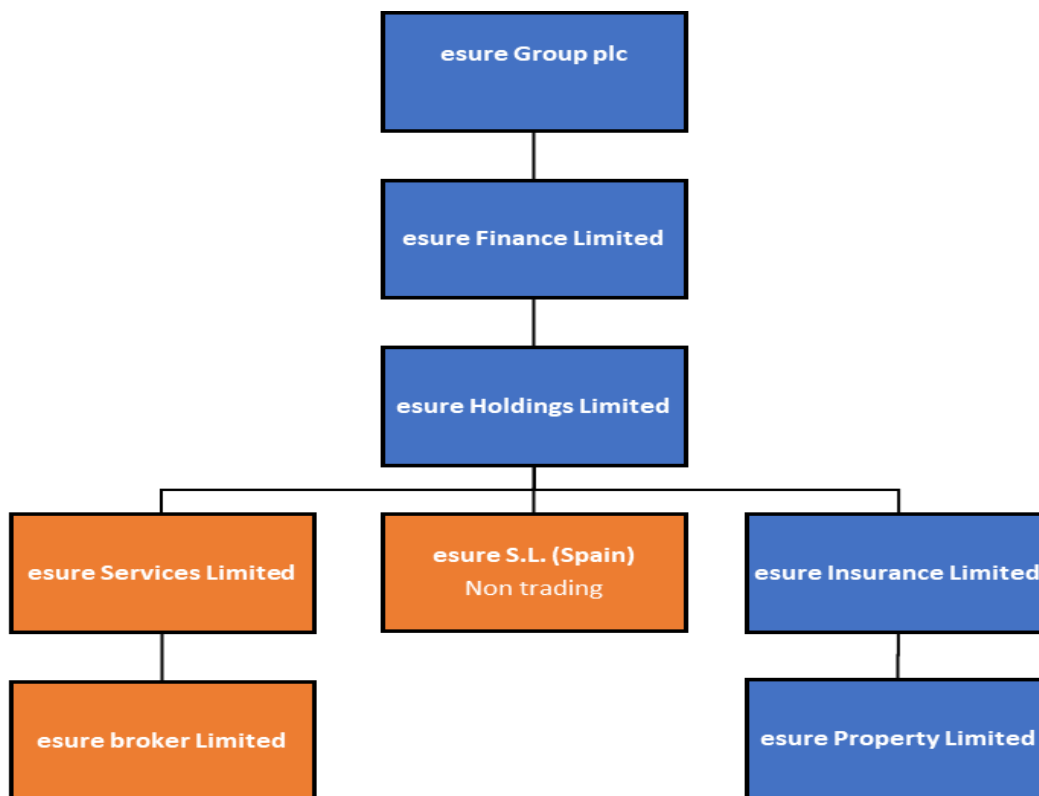 esure Group plc
esure Finance Limited
esure Holdings Limited
esure Services Limited
esure S.L. (Spain)
Non trading
esure Insurance Limited
esure broker Limited
esure Property Limited